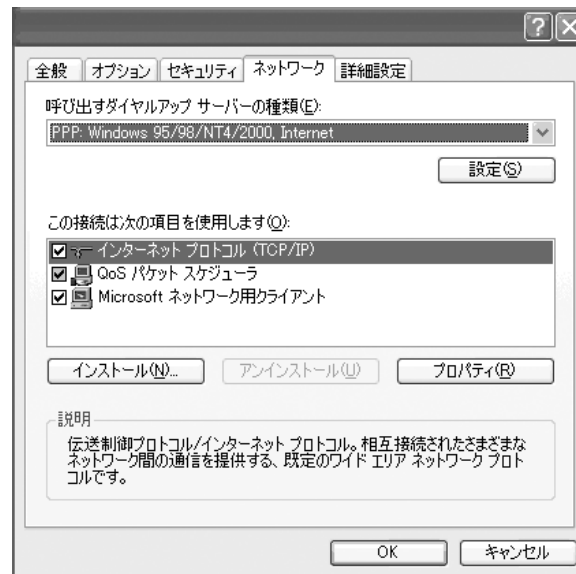 全般 オプション セキュリティ ネットワーク 詳細設定
呼び出すダイヤルアップ サーバーの種類(E):
PPP: Windows 95/98/NT4/2000, Internet
設定(S)
この接続は次の項目を使用します(O):
インターネット プロトコル (TCP/IP)
QoS パケット スケジューラ
Microsoft ネットワーク用クライアント
インストール(N)... アンインストール(U) プロパティ(R)
説明
伝送制御プロトコル/インターネット プロトコル。相互接続されたさまざまな
ネットワーク間の通信を提供する、既定のワイド エリア ネットワーク プロト
コルです。
OK キャンセル